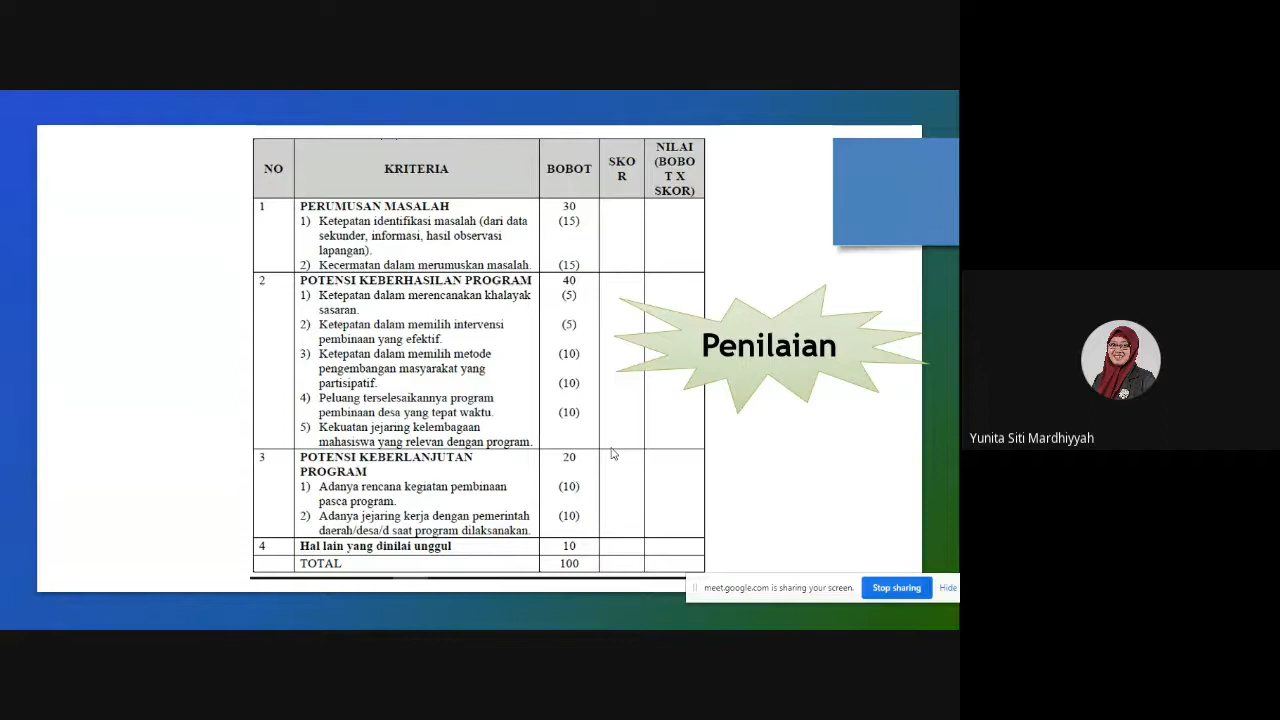 NO KRITERIA BOBOT SKO NILAI
R (BOBO
T X
SKOR)
1 PERUMUSAN MASALAH 30
1) Ketepatan identifikasi masalah (dari data (15)
sekunder, informasi, hasil observasi
lapangan).
2) Kecermatan dalam merumuskan masalah. (15)
2 POTENSI KEBERHASILAN PROGRAM 40
1) Ketepatan dalam merencanakan khalayak (5)
sasaran.
2) Ketepatan dalam memilih intervensi (5)
pembinaan yang efektif.
3) Ketepatan dalam memilih metode (10)
pengembangan masyarakat yang
partisipatif. (10)
4) Peluang terselesaikannya program
pembinaan desa yang tepat waktu. (10)
5) Kekuatan jejaring kelembagaan
mahasiswa yang relevan dengan program.
3 POTENSI KEBERLANJUTAN 20
PROGRAM
1) Adanya rencana kegiatan pembinaan (10)
pasca program.
2) Adanya jejaring kerja dengan pemerintah (10)
daerah/desa/d saat program dilaksanakan.
4 Hal lain yang dinilai unggul 10
TOTAL 100
Penilaian
meet.google.com is sharing your screen. Stop sharing Hide
Yunita Siti Mardhiyyah